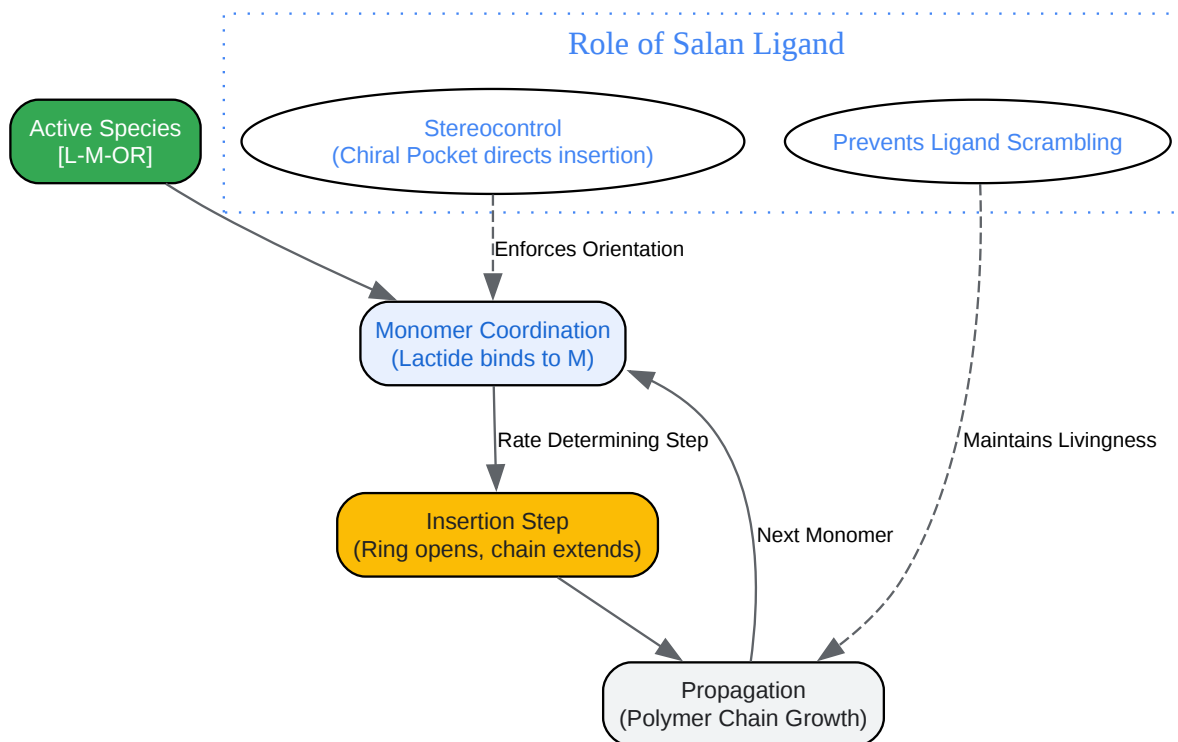 Role of Salan Ligand
Active Species
[L-M-OR]
Stereocontrol
(Chiral Pocket directs insertion)
Prevents Ligand Scrambling
Enforces Orientation
Monomer Coordination
(Lactide binds to M)
Rate Determining Step
Maintains Livingness
Insertion Step
(Ring opens, chain extends)
Next Monomer
Propagation
(Polymer Chain Growth)